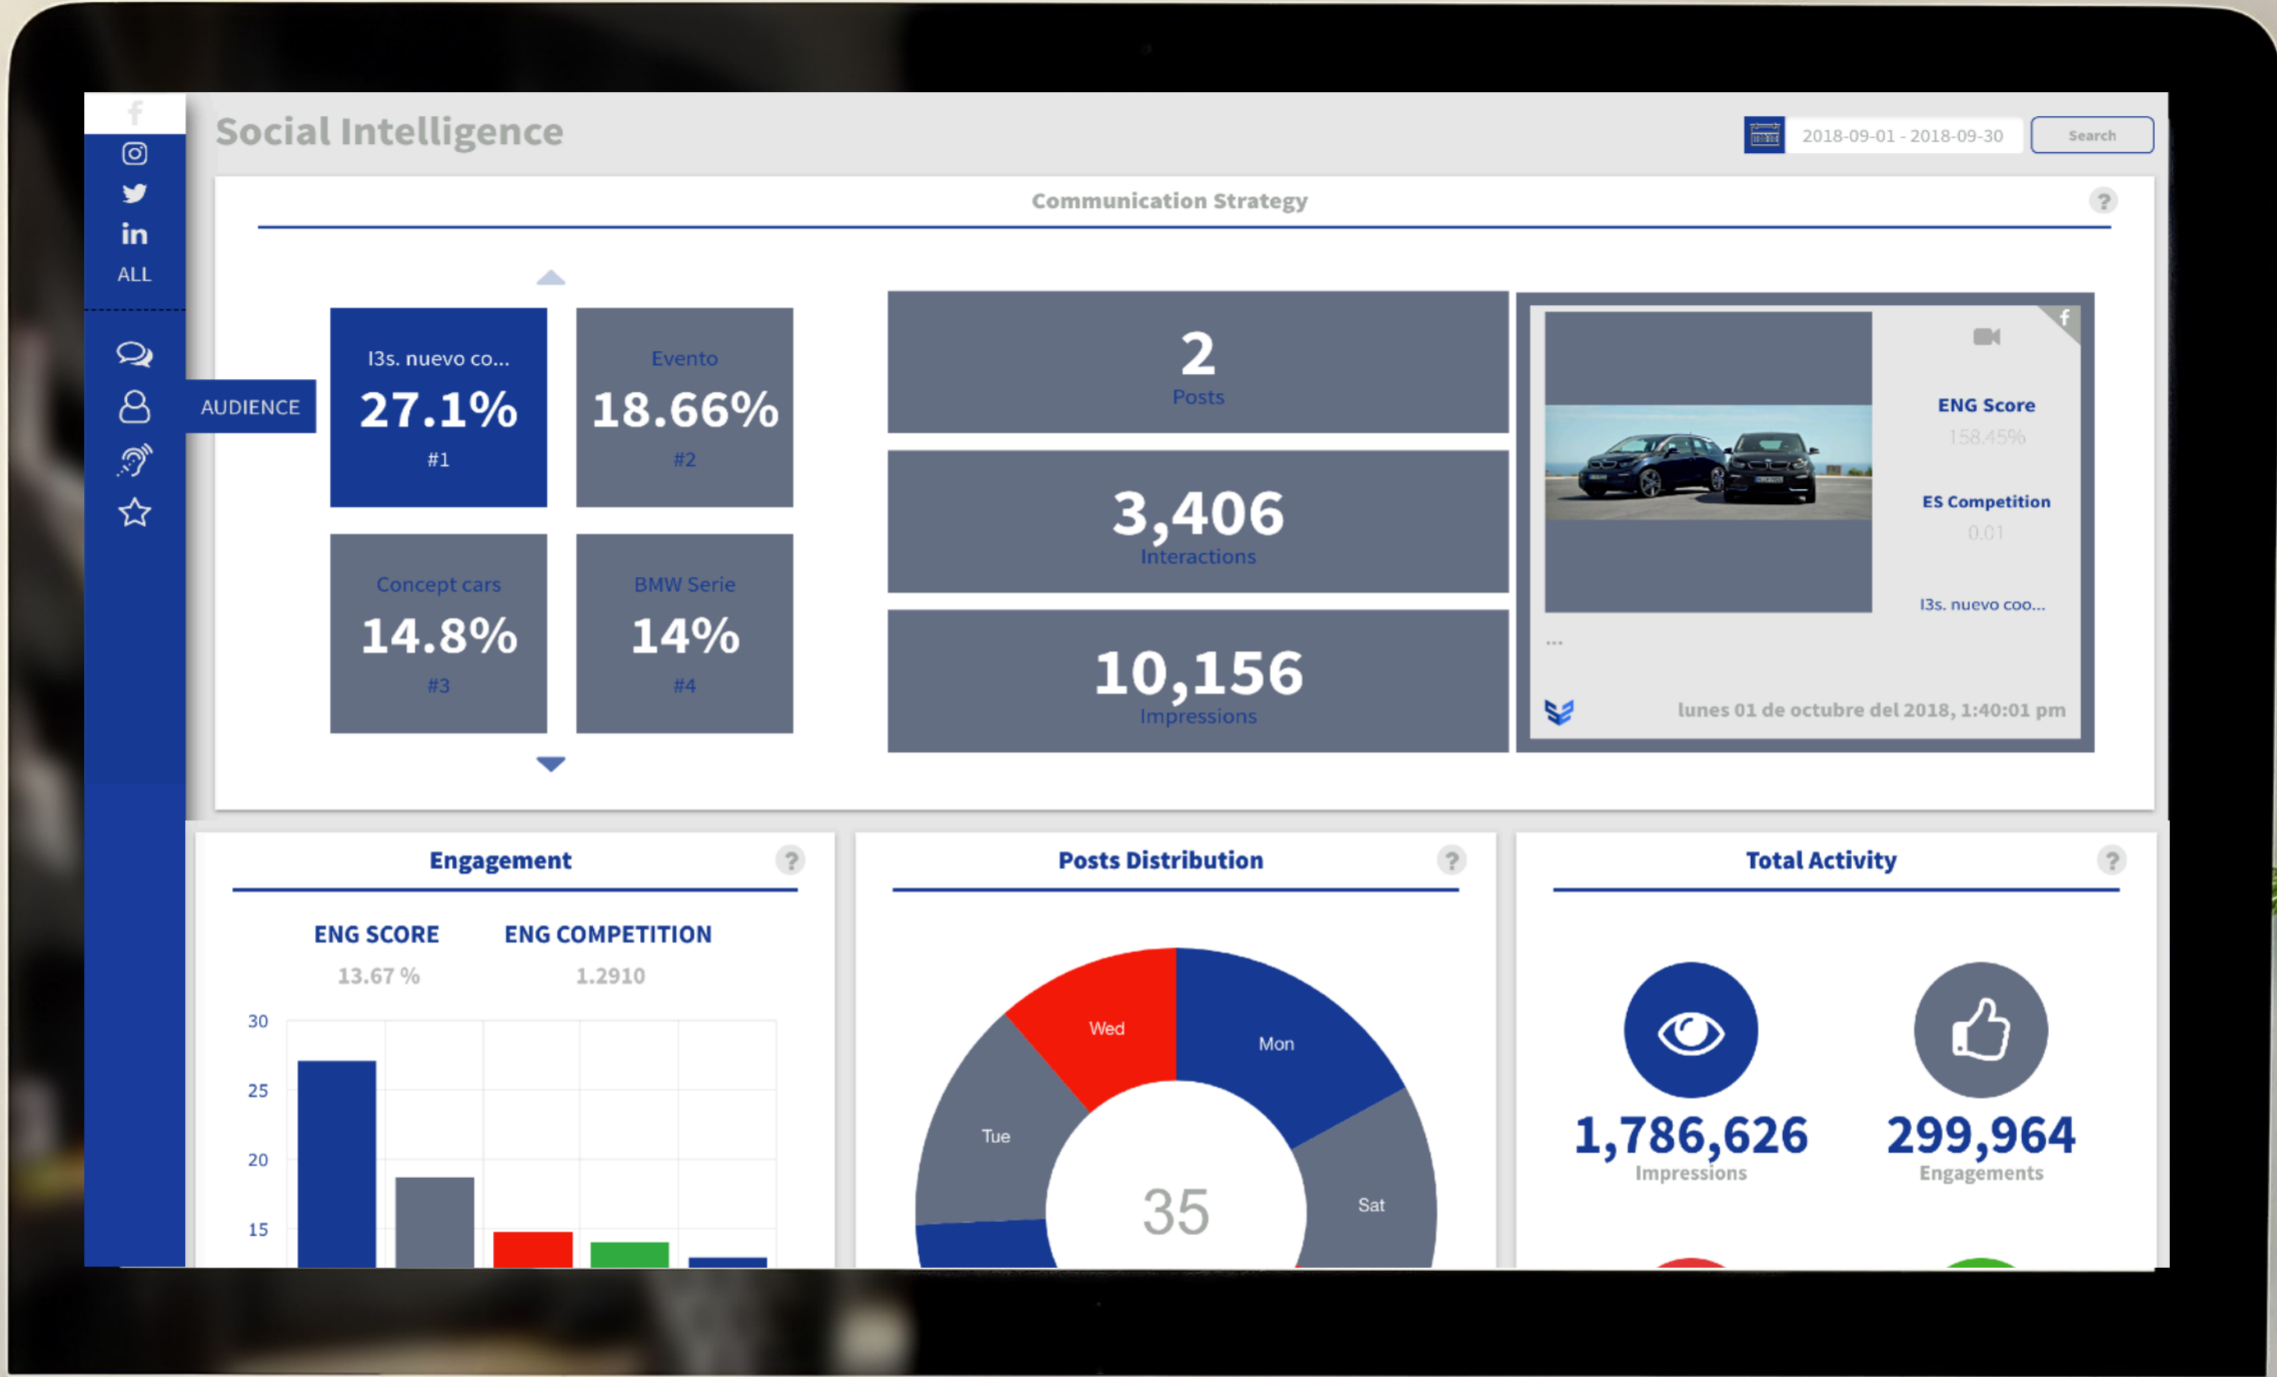 f
Social Intelligence
2018-09-01 - 2018-09-30
Search
in
ALL
AUDIENCE
Communication Strategy
?
I3s. nuevo co...
27.1%
#1
Evento
18.66%
#2
Concept cars
14.8%
#3
BMW Serie
14%
#4
2
Posts
3,406
Interactions
10,156
Impressions
f
ENG Score
158.45%
ES Competition
0.01
I3s. nuevo coo...
...
lunes 01 de octubre del 2018, 1:40:01 pm
Engagement
?
ENG SCORE
ENG COMPETITION
13.67 %
1.2910
30
25
20
15
Posts Distribution
?
Wed
Mon
Tue
Sat
35
Total Activity
?
1,786,626
Impressions
299,964
Engagements